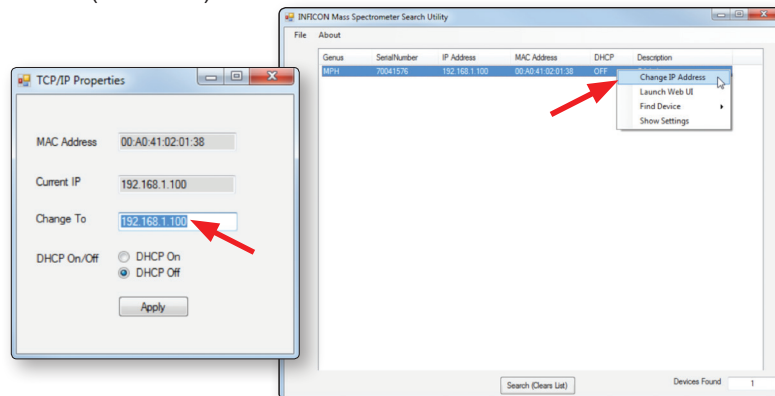 INFICON Mass Spectrometer Search Utility
File About
Genus SerialNumber IP Address MAC Address DHCP Description
MPH 70041576 192.168.1.100 00:A0:41:02:01:38 OFF
Change IP Address
Launch Web UI
Find Device
Show Settings
Search (Clears List)
Devices Found 1
TCP/IP Properties
MAC Address 00:A0:41:02:01:38
Current IP 192.168.1.100
Change To 192.168.1.100
DHCP On/Off DHCP On
DHCP Off
Apply